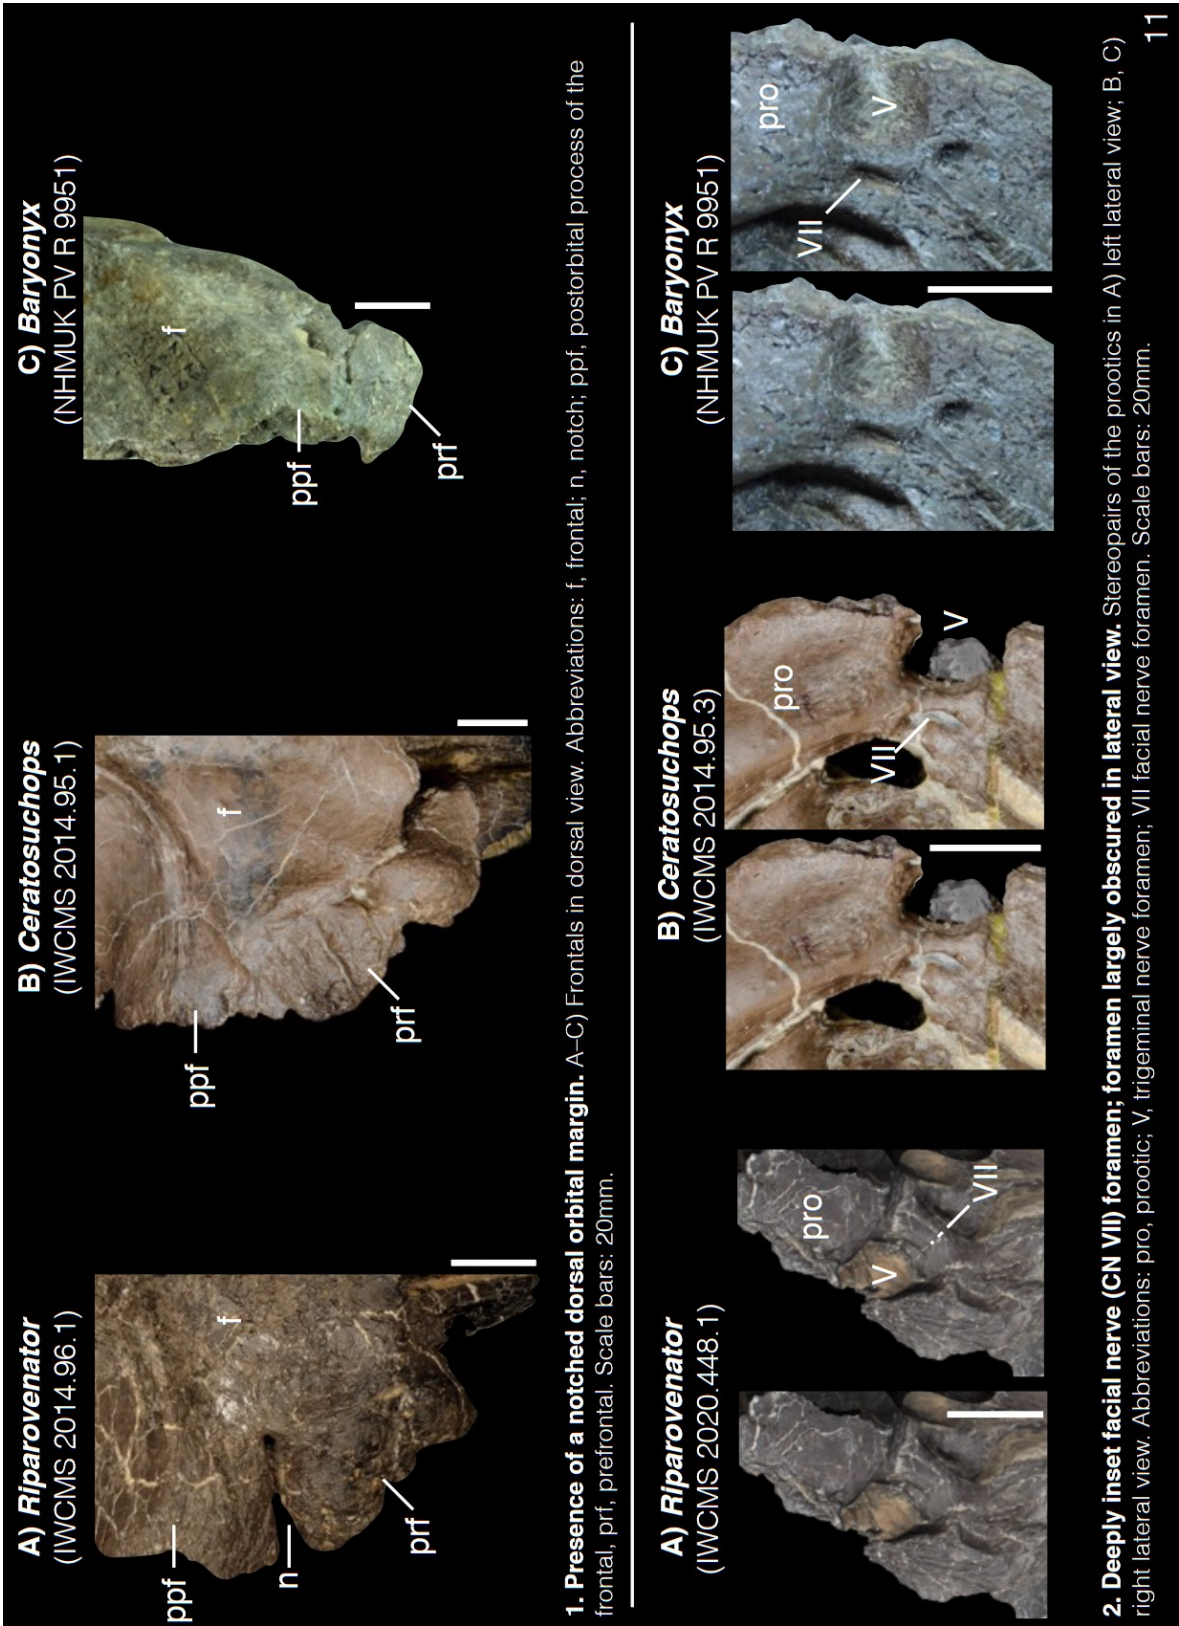 A) Riparovenator
(IWCMS 2014.96.1)
ppf
n
prf
f
B) Ceratosuchops
(IWCMS 2014.95.1)
ppf
prf
f
C) Baryonyx
(NHMUK PV R 9951)
ppf
prf
f
1. Presence of a notched dorsal orbital margin. A–C) Frontals in dorsal view. Abbreviations: f, frontal; n, notch; ppf, postorbital process of the
frontal, prf, prefrontal. Scale bars: 20mm.
A) Riparovenator
(IWCMS 2020.448.1)
pro
V
VII
B) Ceratosuchops
(IWCMS 2014.95.3)
pro
VII
V
C) Baryonyx
(NHMUK PV R 9951)
pro
VII
V
2. Deeply inset facial nerve (CN VII) foramen; foramen largely obscured in lateral view. Stereopairs of the prootics in A) left lateral view; B, C)
right lateral view. Abbreviations: pro, prootic; V, trigeminal nerve foramen; VII facial nerve foramen. Scale bars: 20mm.
11